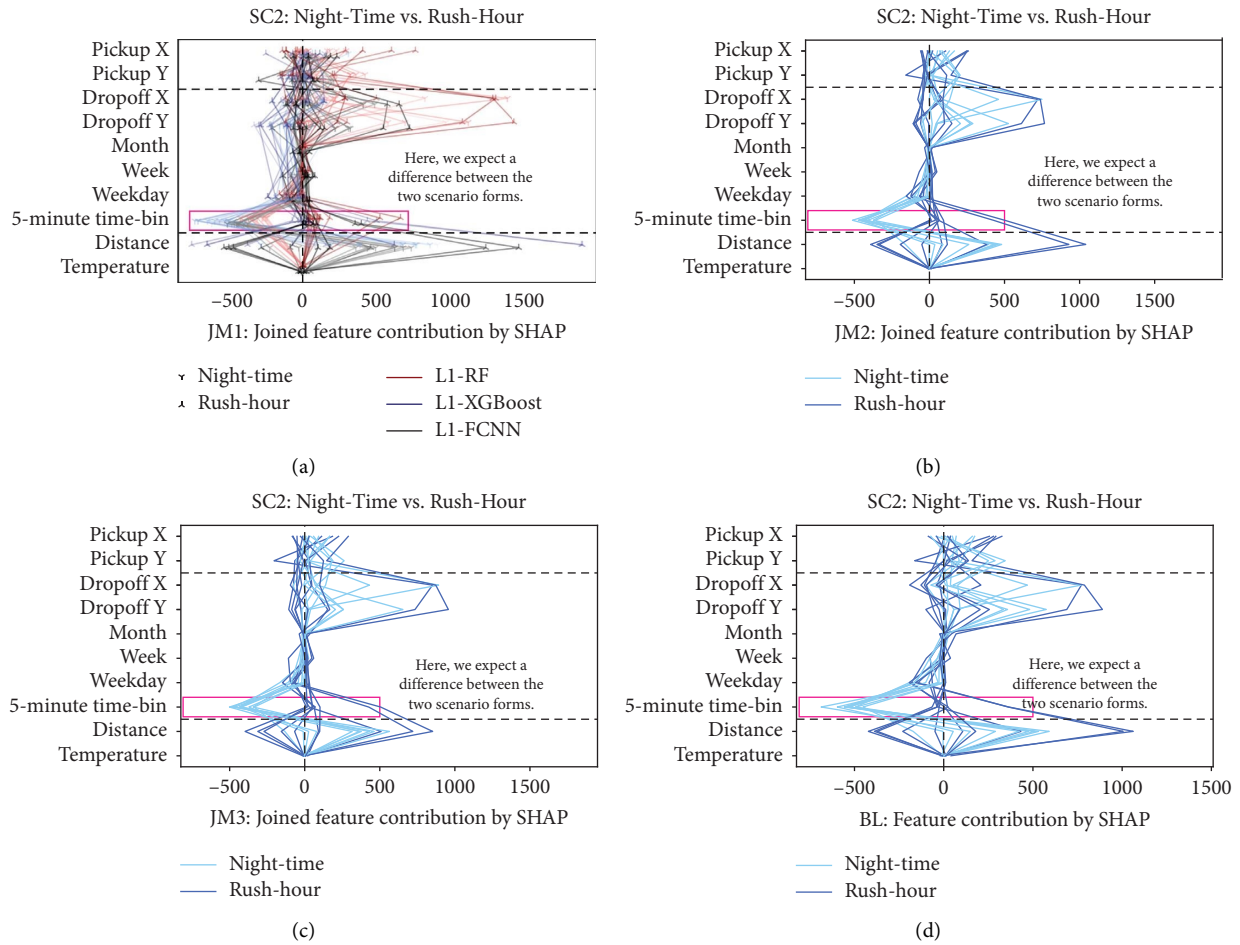 SC2: Night-Time vs. Rush-Hour
Pickup X
Pickup Y
Dropoff X
Dropoff Y
Month
Week
Weekday
5-minute time-bin
Distance
Temperature
Here, we expect a
difference between the
two scenario forms.
−500 0 500 1000 1500
JM1: Joined feature contribution by SHAP
Night-time
Rush-hour
L1-RF
L1-XGBoost
L1-FCNN
(a)
SC2: Night-Time vs. Rush-Hour
Pickup X
Pickup Y
Dropoff X
Dropoff Y
Month
Week
Weekday
5-minute time-bin
Distance
Temperature
Here, we expect a
difference between the
two scenario forms.
−500 0 500 1000 1500
JM2: Joined feature contribution by SHAP
Night-time
Rush-hour
(b)
SC2: Night-Time vs. Rush-Hour
Pickup X
Pickup Y
Dropoff X
Dropoff Y
Month
Week
Weekday
5-minute time-bin
Distance
Temperature
Here, we expect a
difference between the
two scenario forms.
−500 0 500 1000 1500
JM3: Joined feature contribution by SHAP
Night-time
Rush-hour
(c)
SC2: Night-Time vs. Rush-Hour
Pickup X
Pickup Y
Dropoff X
Dropoff Y
Month
Week
Weekday
5-minute time-bin
Distance
Temperature
Here, we expect a
difference between the
two scenario forms.
−500 0 500 1000 1500
BL: Feature contribution by SHAP
Night-time
Rush-hour
(d)